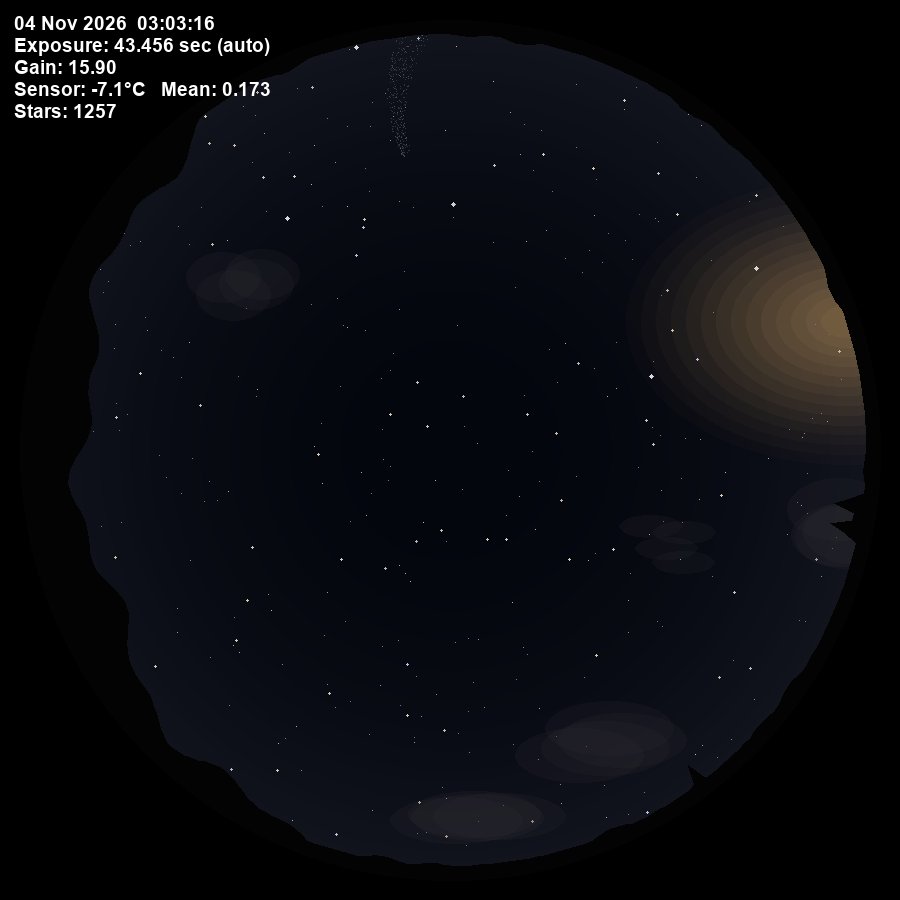 04 Nov 2026  03:03:16
Exposure: 43.456 sec (auto)
Gain: 15.90
Sensor: -7.1°C   Mean: 0.173
Stars: 1257